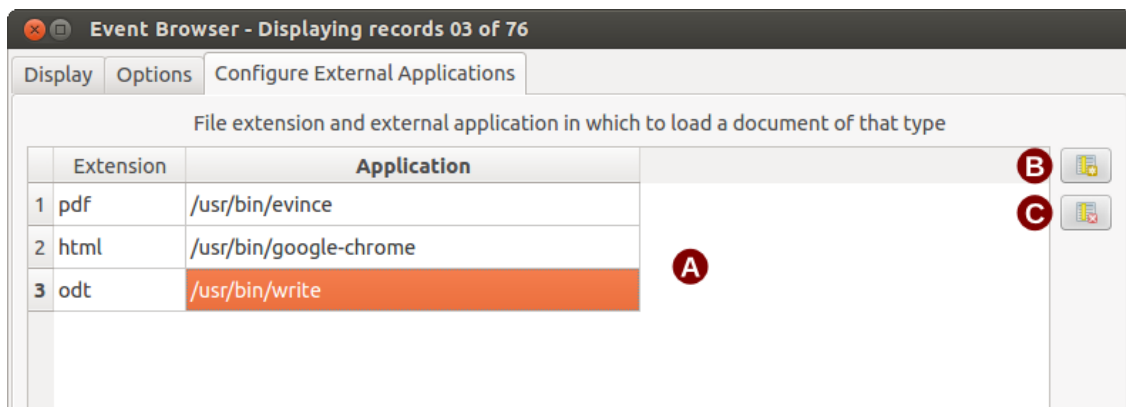 Event Browser - Displaying records 03 of 76
Display Options Configure External Applications
File extension and external application in which to load a document of that type
Extension Application B
1 pdf /usr/bin/evince C
2 html /usr/bin/google-chrome A
3 odt /usr/bin/write